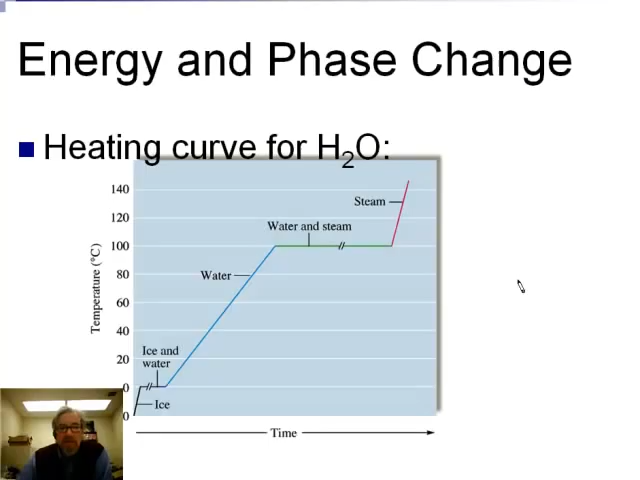 Energy and Phase Change
Heating curve for H₂O:
140
Steam
120
Water and steam
100
Water
80
Temperature (°C)
60
40
Ice and
water
20
0
Ice
0
Time